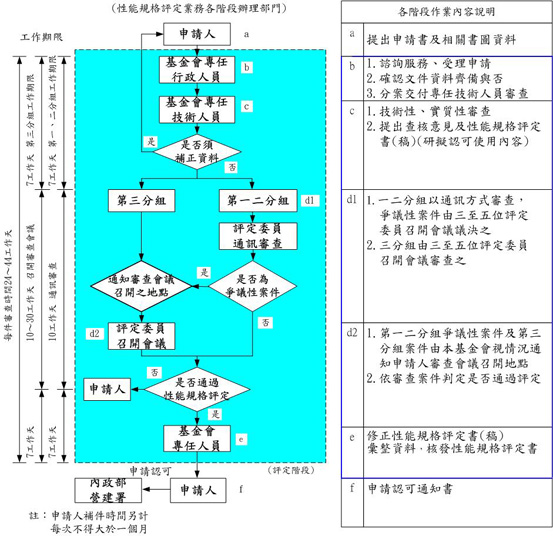 (性能規格評定業務各階段辦理部門)
工作期限
申請人
a
第三分組工作期限
第一、二分組工作期限
7工作天
7工作天
基金會專任
行政人員
b
基金會專任
技術人員
c
是否須
補正資料
是
否
每件審查時間24~44工作天
10~30工作天 召開審查會議
10工作天 通訊審查
第三分組
第一二分組
d1
評定委員
通訊審查
通知審查會議
召開之地點
是
是否為
爭議性案件
否
d2
評定委員
召開會議
7工作天
7工作天
申請人
否
是否通過
性能規格評定
是
基金會
專任人員
e
申請認可
(評定階段)
內政部
營建署
申請人
f
註：申請人補件時間另計
每次不得大於一個月
各階段作業內容說明
a
提出申請書及相關書圖資料
b
1. 諮詢服務、受理申請
2. 確認文件資料齊備與否
3. 分案交付專任技術人員審查
c
1. 技術性、實質性審查
2. 提出查核意見及性能規格評定
書(稿)(研擬認可使用內容)
d1
1. 一二分組以通訊方式審查，
爭議性案件由三至五位評定
委員召開會議議決之
2. 三分組由三至五位評定委員
召開會議審查之
d2
1. 第一二分組爭議性案件及第三
分組案件由本基金會視情況通
知申請人審查會議召開地點
2. 依審查案件判定是否通過評定
e
修正性能規格評定書(稿)
彙整資料．核發性能規格評定書
f
申請認可通知書